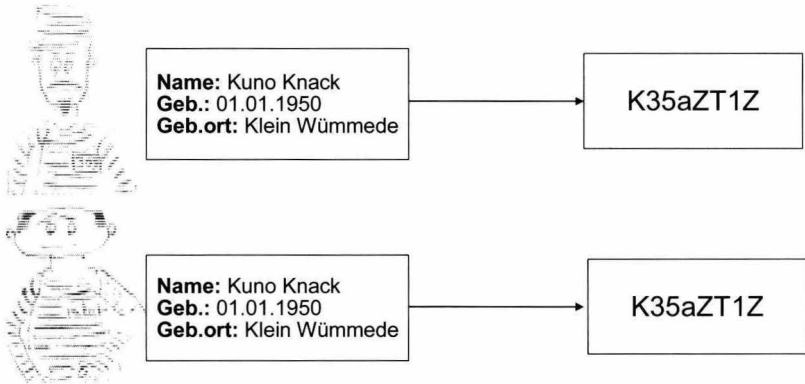 Name: Kuno Knack
Geb.: 01.01.1950
Geb.ort: Klein Wümmede
K35aZT1Z
Name: Kuno Knack
Geb.: 01.01.1950
Geb.ort: Klein Wümmede
K35aZT1Z